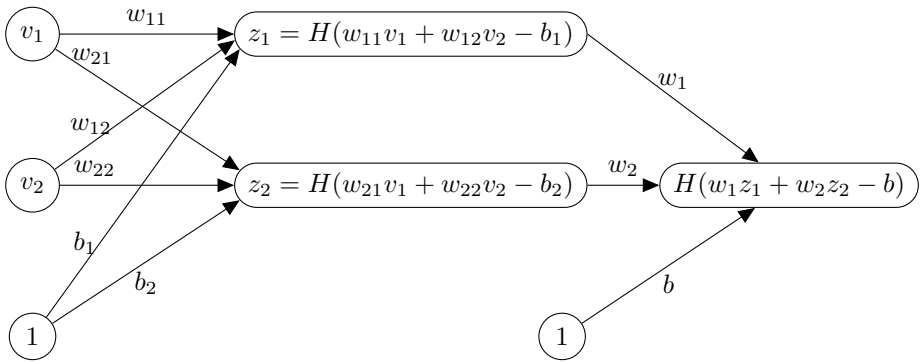 w₁₁
v₁
z₁ = H(w₁₁v₁ + w₁₂v₂ − b₁)
w₂₁
w₁
w₁₂
w₂₂
w₂
v₂
z₂ = H(w₂₁v₁ + w₂₂v₂ − b₂)
H(w₁z₁ + w₂z₂ − b)
b₁
b₂
b
1
1